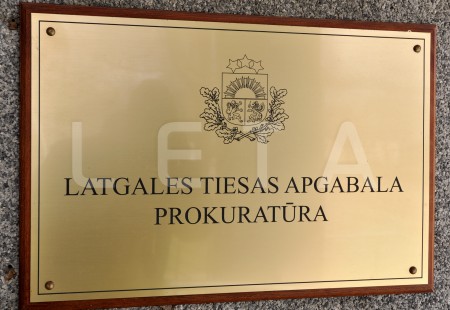 LETA
LATGALES TIESAS APGABALA
PROKURATŪRA